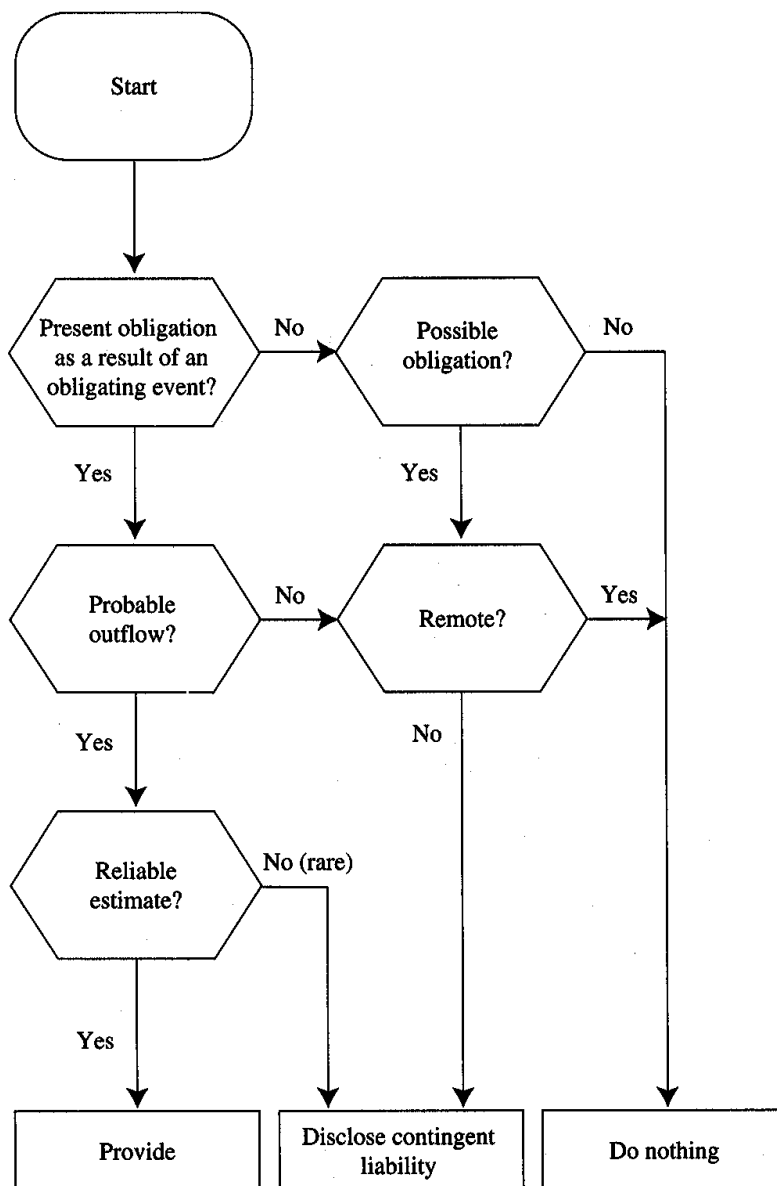 Start
Present obligation
as a result of an
obligating event?
No
Possible
obligation?
No
Yes
Yes
Probable
outflow?
No
Remote?
Yes
Yes
No
Reliable
estimate?
No (rare)
Yes
Provide
Disclose contingent
liability
Do nothing